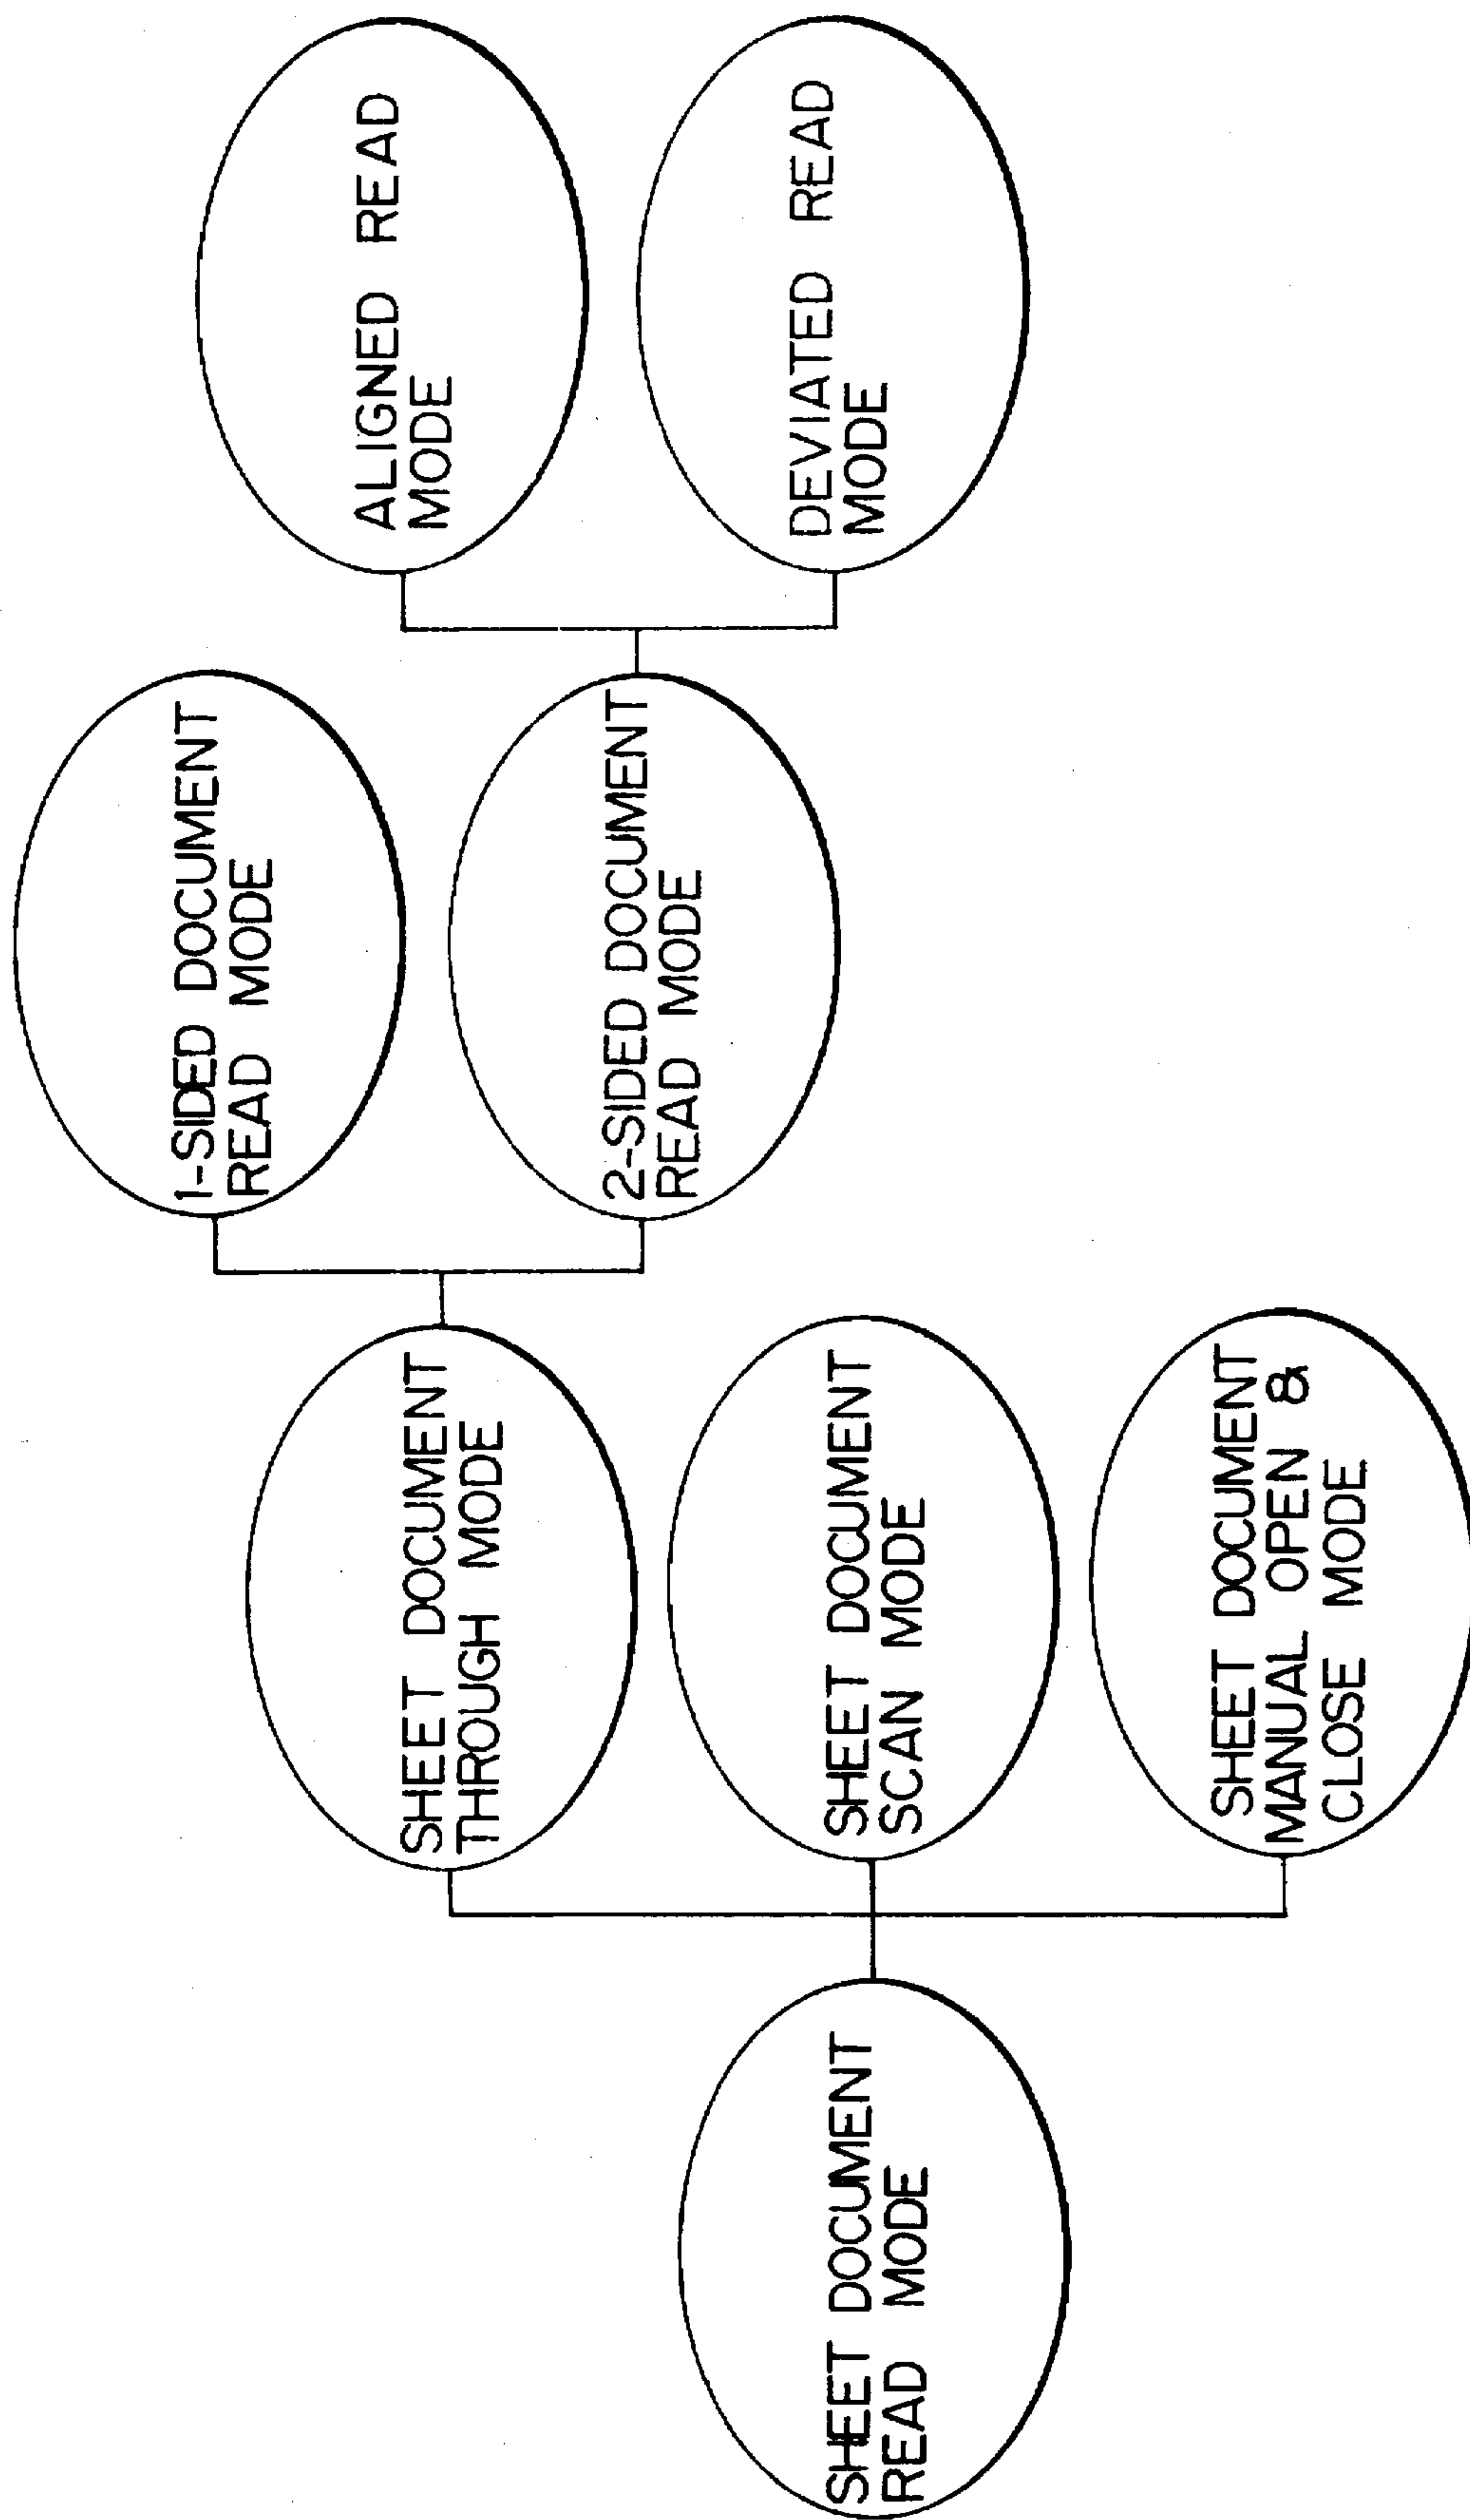 SHEET DOCUMENT
READ MODE
SHEET DOCUMENT
THROUGH MODE
SHEET DOCUMENT
SCAN MODE
SHEET DOCUMENT
MANUAL OPEN &
CLOSE MODE
1-SIDED DOCUMENT
READ MODE
2-SIDED DOCUMENT
READ MODE
ALIGNED READ
MODE
DEVIATED READ
MODE